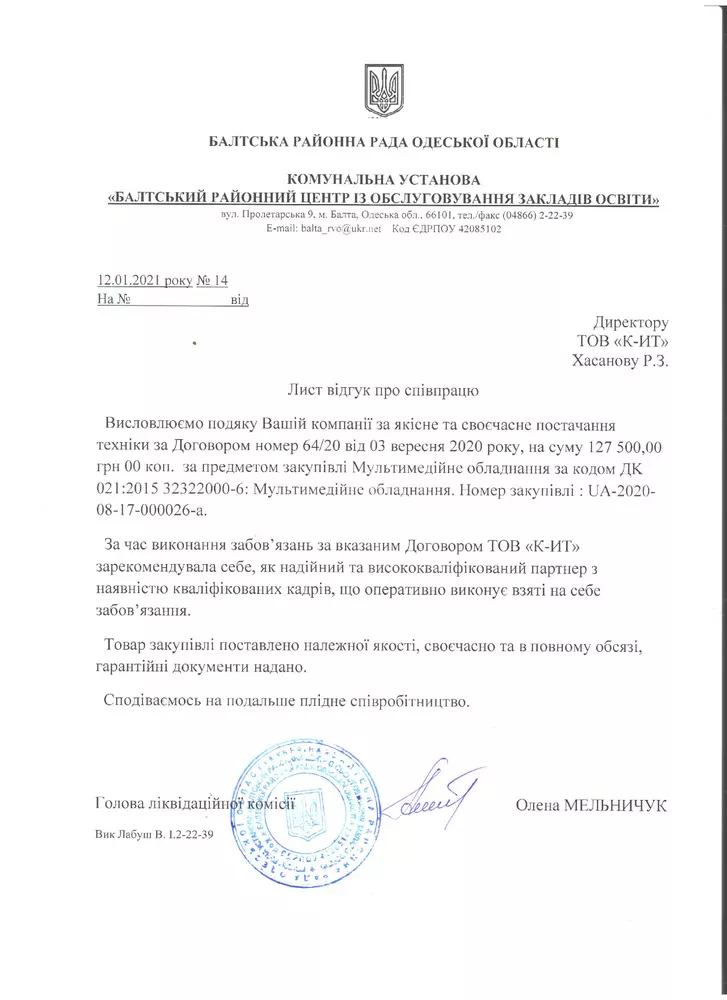 БАЛТСЬКА РАЙОННА РАДА ОДЕСЬКОЇ ОБЛАСТІ
КОМУНАЛЬНА УСТАНОВА
«БАЛТСЬКИЙ РАЙОННИЙ ЦЕНТР ІЗ ОБСЛУГОВУВАННЯ ЗАКЛАДІВ ОСВІТИ»
вул. Пролетарська 9, м. Балта, Одеська обл., 66101, тел./факс (04866) 2-22-39
E-mail: balta_rvo@ukr.net Код ЄДРПОУ 42085102
12.01.2021 року № 14
На № від
Директору
ТОВ «К-ИТ»
Хасанову Р.З.
Лист відгук про співпрацю
Висловлюємо подяку Вашій компанії за якісне та своєчасне постачання
техніки за Договором номер 64/20 від 03 вересня 2020 року, на суму 127 500,00
грн 00 коп. за предметом закупівлі Мультимедійне обладнання за кодом ДК
021:2015 32322000-6: Мультимедійне обладнання. Номер закупівлі : UA-2020-
08-17-000026-a.
За час виконання забов’язань за вказаним Договором ТОВ «К-ИТ»
зарекомендувала себе, як надійний та висококваліфікований партнер з
наявністю кваліфікованих кадрів, що оперативно виконує взяті на себе
забов’язання.
Товар закупівлі поставлено належної якості, своєчасно та в повному обсязі,
гарантійні документи надано.
Сподіваємось на подальше плідне співробітництво.
Голова ліквідаційної комісії
Олена МЕЛЬНИЧУК
Вик Лабуш В. І.2-22-39